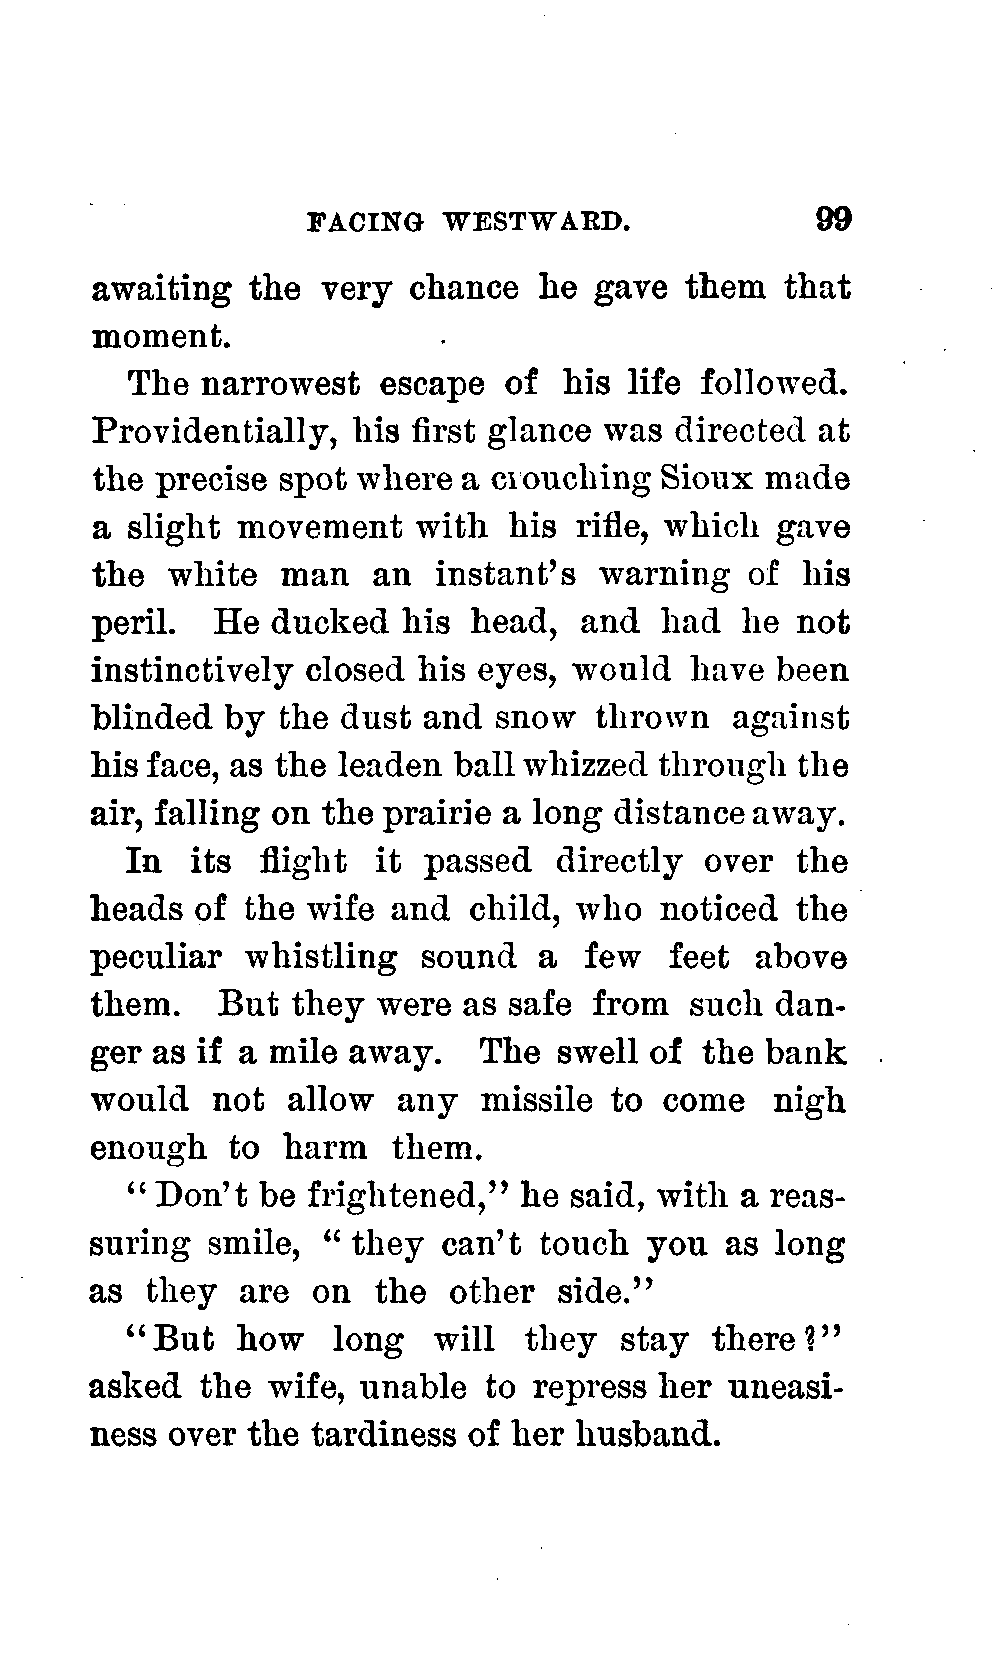 FACING WESTWARD. 99
awaiting the very chance he gave them that
moment.
The narrowest escape of his life followed.
Providentially, his first glance was directed at
the precise spot where a crouching Sioux made
a slight movement with his rifle, which gave
the white man an instant's warning of his
peril. He ducked his head, and had he not
instinctively closed his eyes, would have been
blinded by the dust and snow thrown against
his face, as the leaden ball whizzed through the
air, falling on the prairie a long distance away.
In its flight it passed directly over the
heads of the wife and child, who noticed the
peculiar whistling sound a few feet above
them. But they were as safe from such dan-
ger as if a mile away. The swell of the bank
would not allow any missile to come nigh
enough to harm them.
"Don't be frightened," he said, with a reas-
suring smile, "they can't touch you as long
as they are on the other side."
"But how long will they stay there?"
asked the wife, unable to repress her uneasi-
ness over the tardiness of her husband.